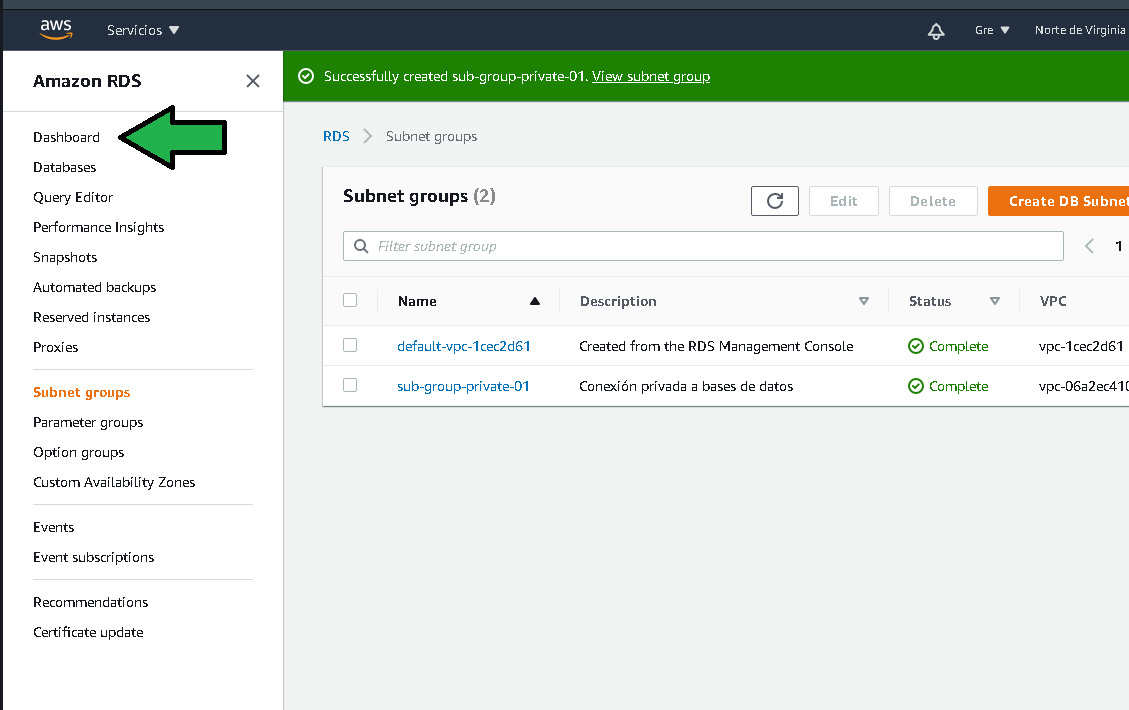 aws Servicios Gre Norte de Virginia
Amazon RDS
Successfully created sub-group-private-01. View subnet group
Dashboard
Databases
Query Editor
Performance Insights
Snapshots
Automated backups
Reserved instances
Proxies
Subnet groups
Parameter groups
Option groups
Custom Availability Zones
Events
Event subscriptions
Recommendations
Certificate update
RDS Subnet groups
Subnet groups (2)
Edit Delete Create DB Subnet
Filter subnet group 1
Name Description Status VPC
default-vpc-1cec2d61 Created from the RDS Management Console Complete vpc-1cec2d61
sub-group-private-01 Conexión privada a bases de datos Complete vpc-06a2ec410